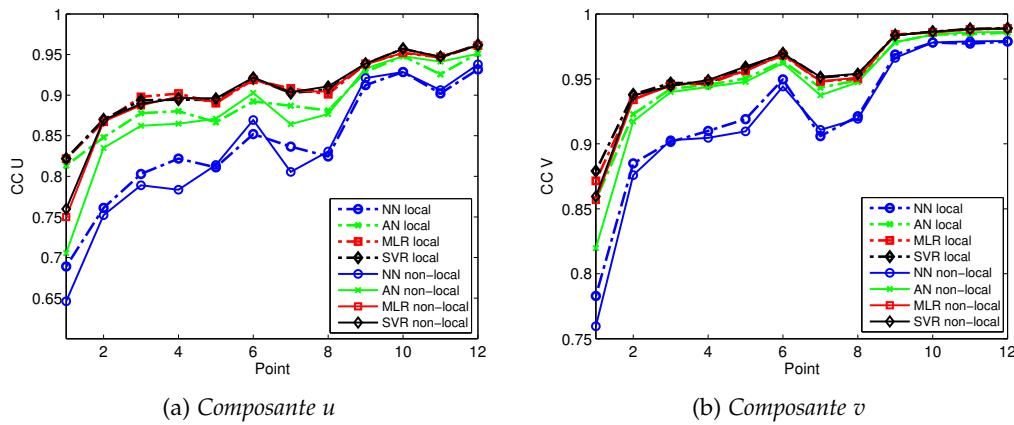 CC U
0.95
0.9
0.85
0.8
0.75
0.7
0.65
2 4 6 8 10 12
Point
NN local
AN local
MLR local
SVR local
NN non-local
AN non-local
MLR non-local
SVR non-local
(a) Composante u
CC V
1
0.95
0.9
0.85
0.8
0.75
2 4 6 8 10 12
Point
NN local
AN local
MLR local
SVR local
NN non-local
AN non-local
MLR non-local
SVR non-local
(b) Composante v